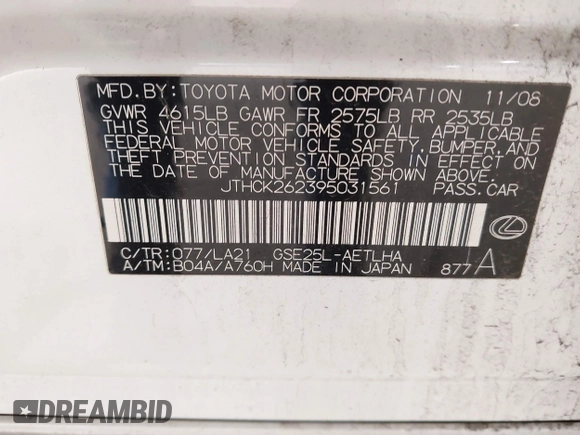 MFD. BY: TOYOTA MOTOR CORPORATION 11/08
GVWR 4615LB GAWR FR 2575LB RR 2535LB
THIS VEHICLE CONFORMS TO ALL APPLICABLE
FEDERAL MOTOR VEHICLE SAFETY, BUMPER, AND
THEFT PREVENTION STANDARDS IN EFFECT ON
THE DATE OF MANUFACTURE SHOWN ABOVE.
JTHCK262395031561 PASS. CAR
C/TR: 077/LA21 GSE25L-AETLHA
A/TM: B04A/A760H MADE IN JAPAN 877 A
DREAMBID